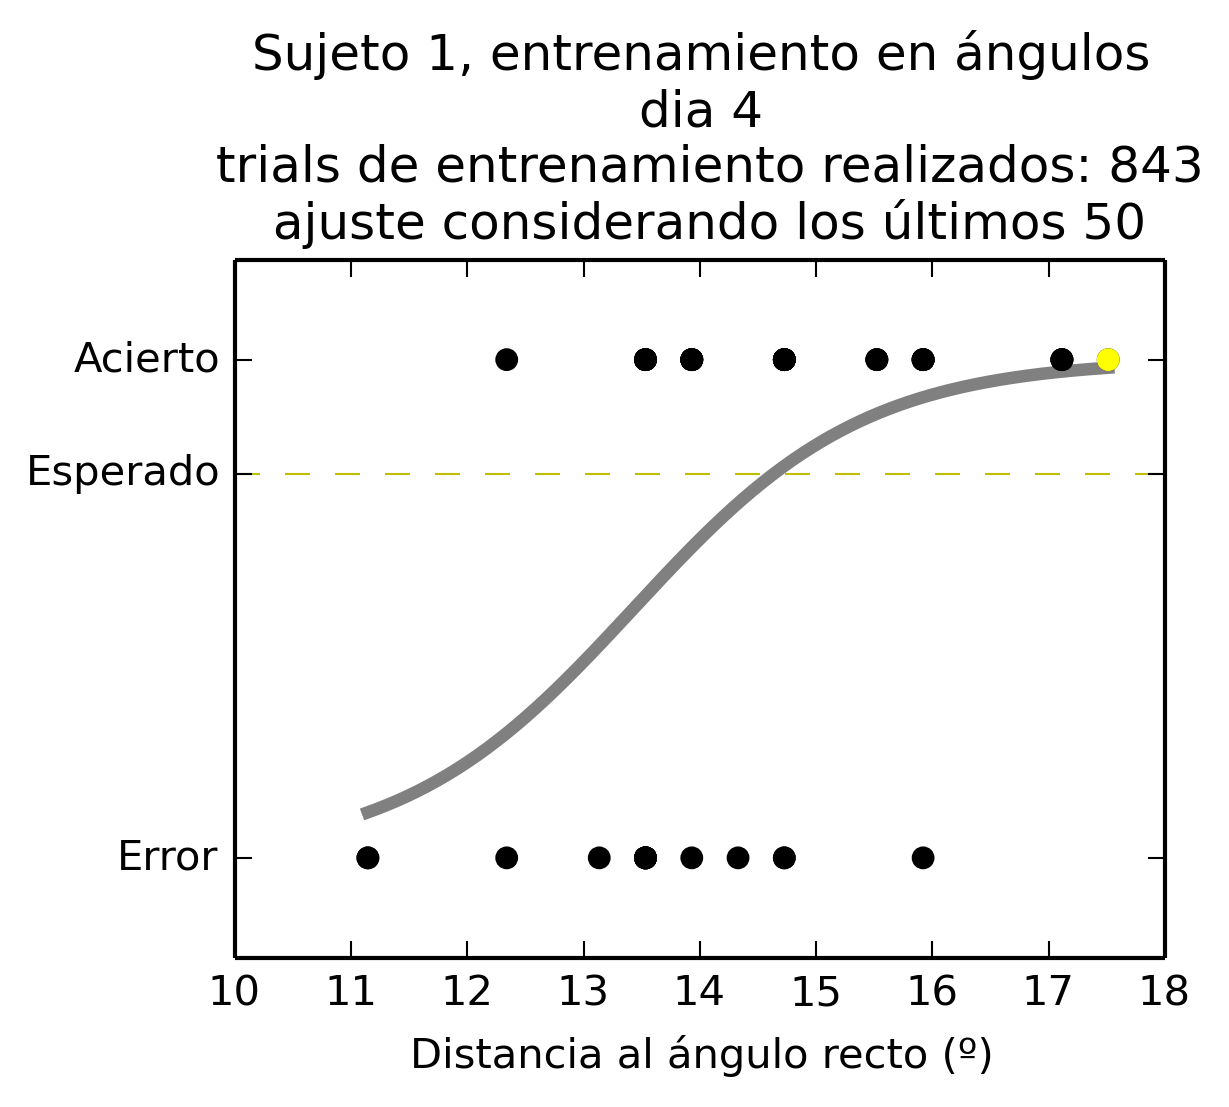 Sujeto 1, entrenamiento en ángulos
dia 4
trials de entrenamiento realizados: 843
ajuste considerando los últimos 50
Acierto
Esperado
Error
10 11 12 13 14 15 16 17 18
Distancia al ángulo recto (º)